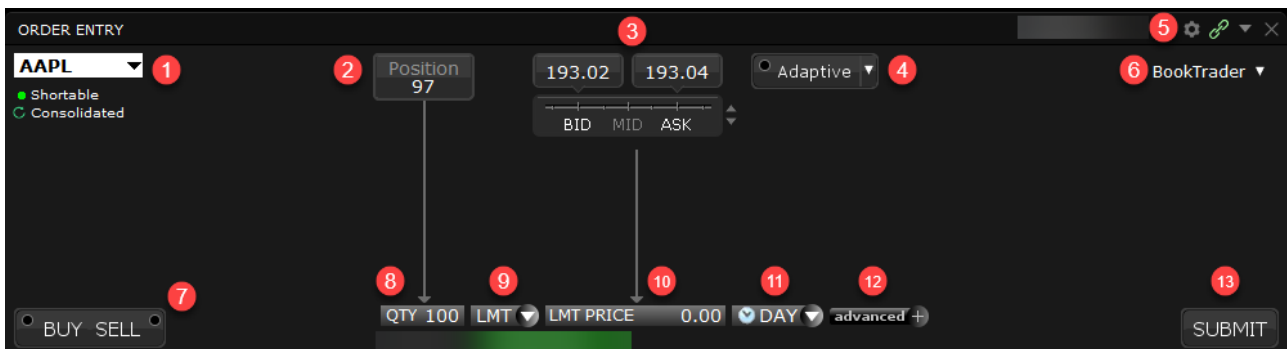 ORDER ENTRY
3
5
AAPL
1
2
Position
97
193.02
193.04
Adaptive
4
6
BookTrader
Shortable
Consolidated
BID MID ASK
7
8
9
10
11
12
13
BUY SELL
QTY 100
LMT
LMT PRICE 0.00
DAY
advanced +
SUBMIT